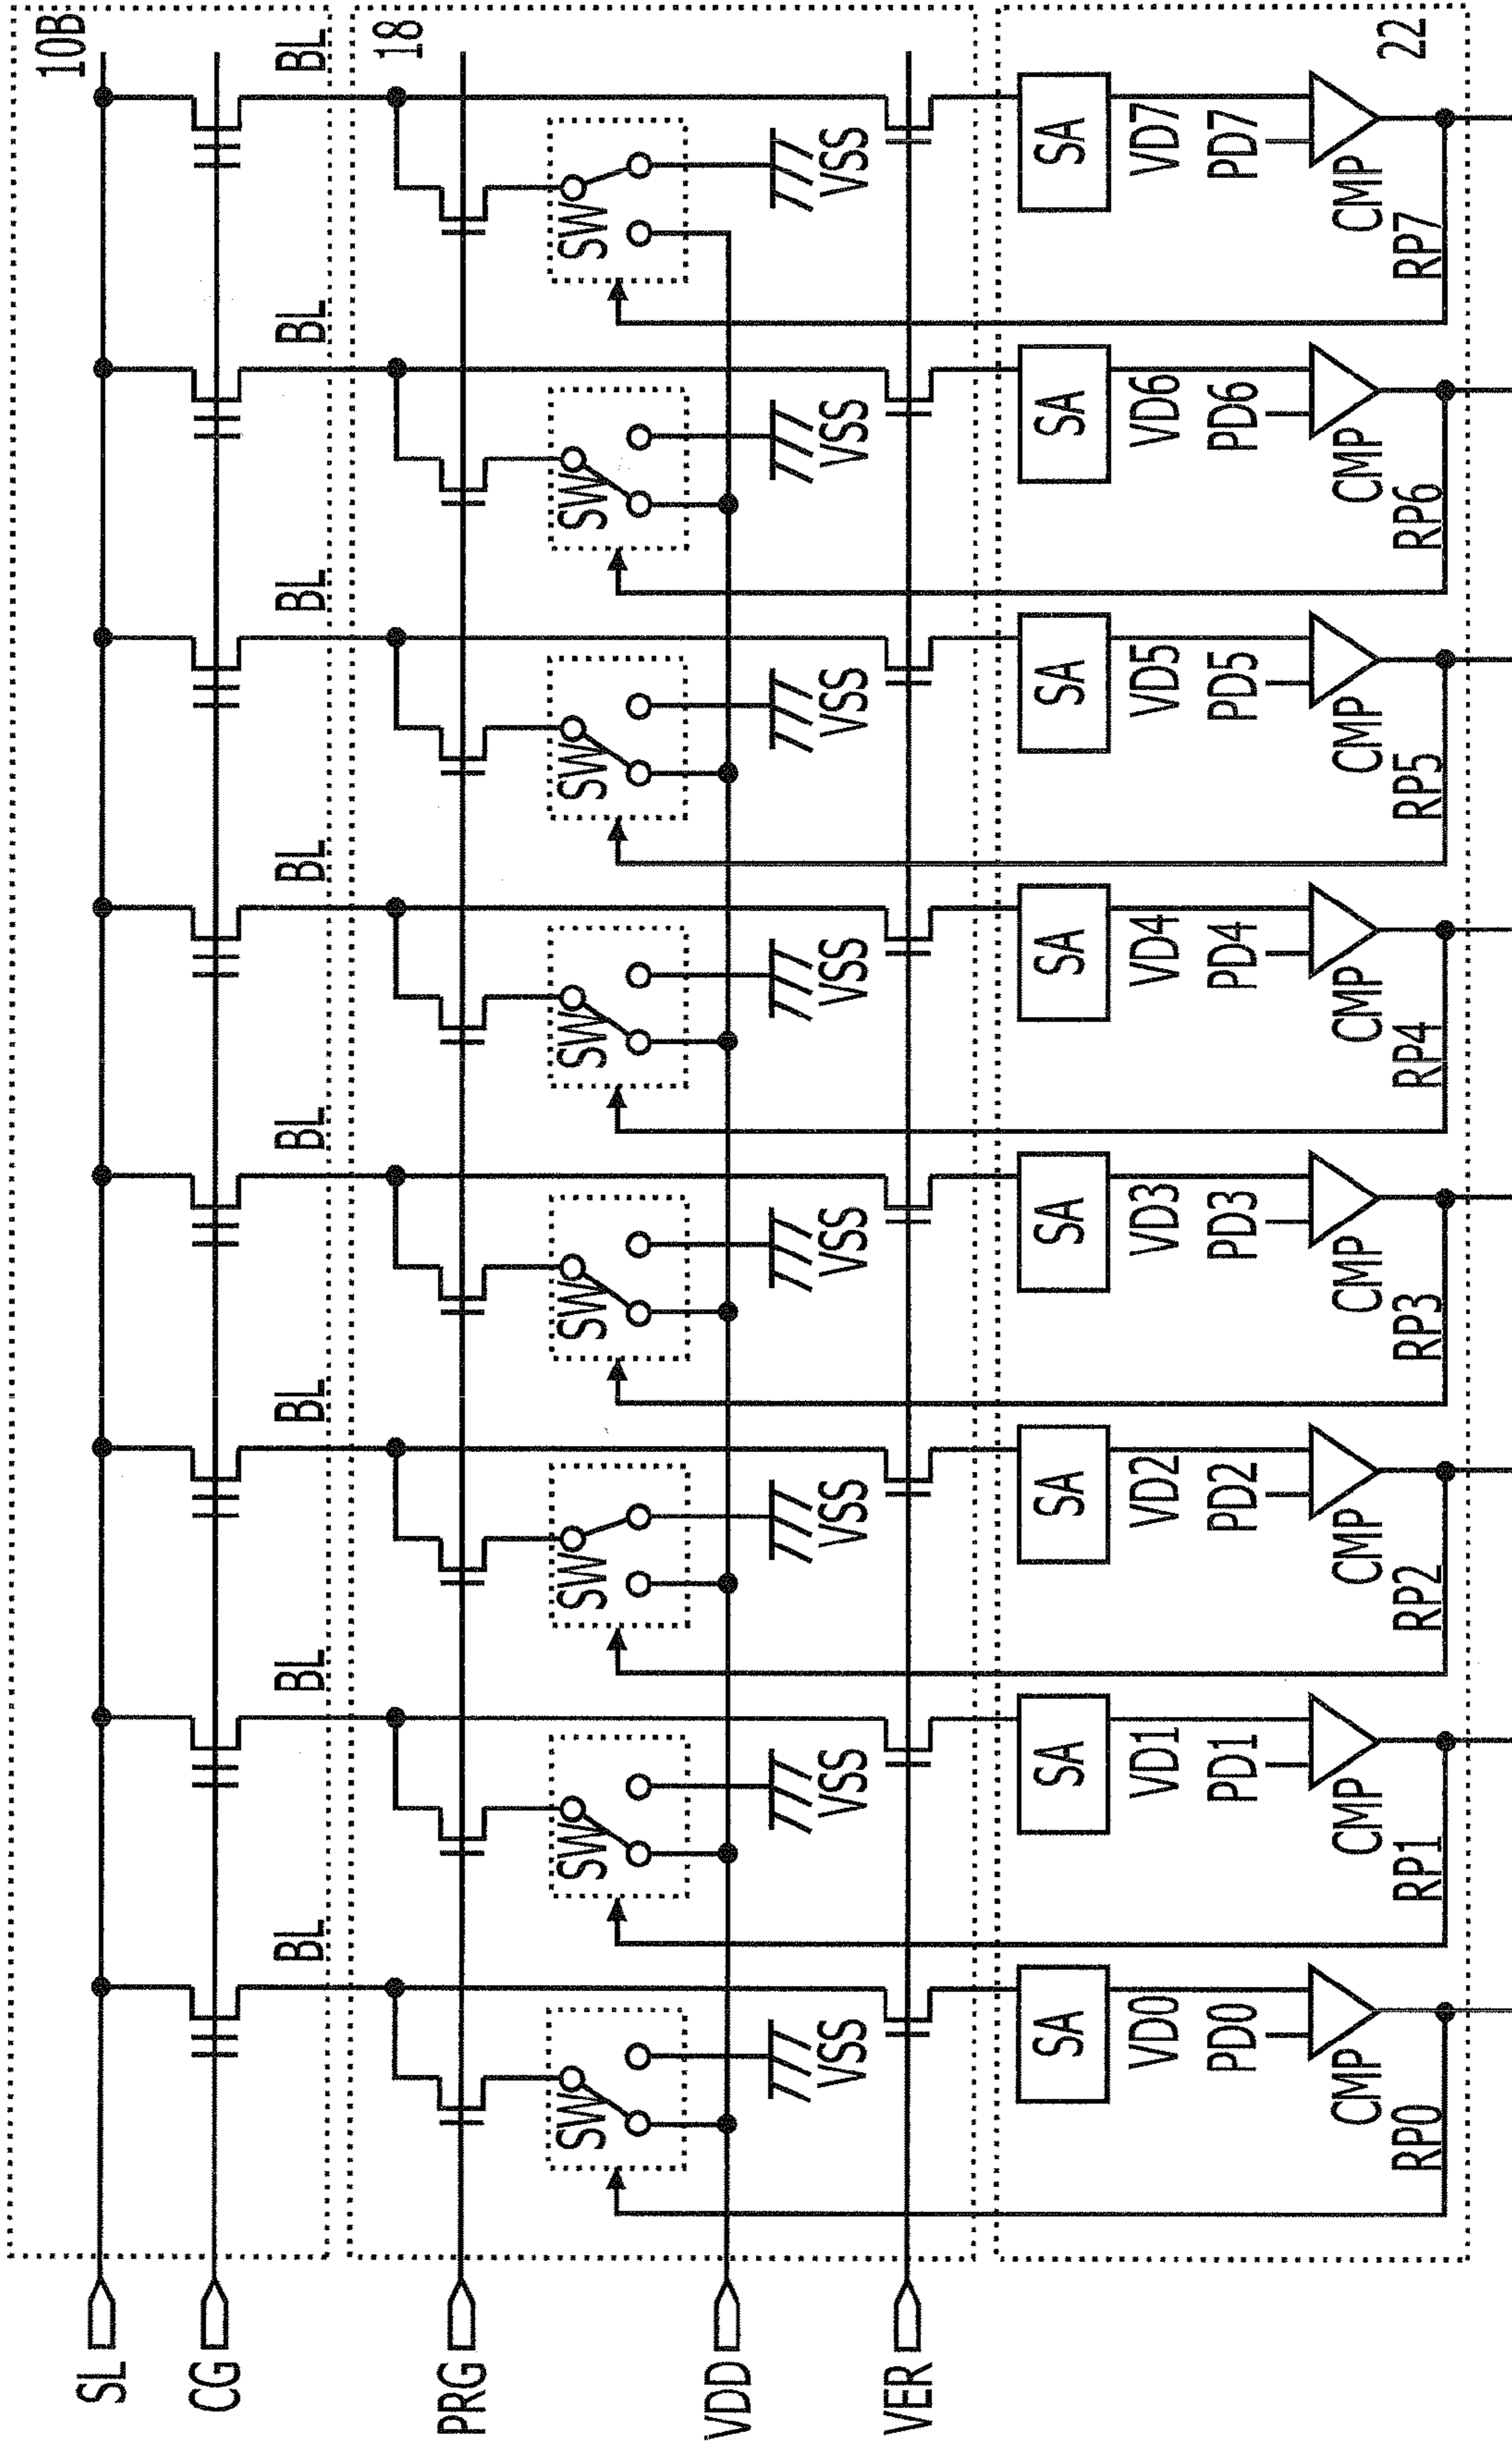 10B
SL
CG
BL BL BL BL BL BL BL BL
18
PRG
SW SW SW SW SW SW SW SW
VDD
VSS VSS VSS VSS VSS VSS VSS VSS
VER
SA SA SA SA SA SA SA SA
VD0 VD1 VD2 VD3 VD4 VD5 VD6 VD7
PD0 PD1 PD2 PD3 PD4 PD5 PD6 PD7
CMP CMP CMP CMP CMP CMP CMP CMP
22
RP0 RP1 RP2 RP3 RP4 RP5 RP6 RP7